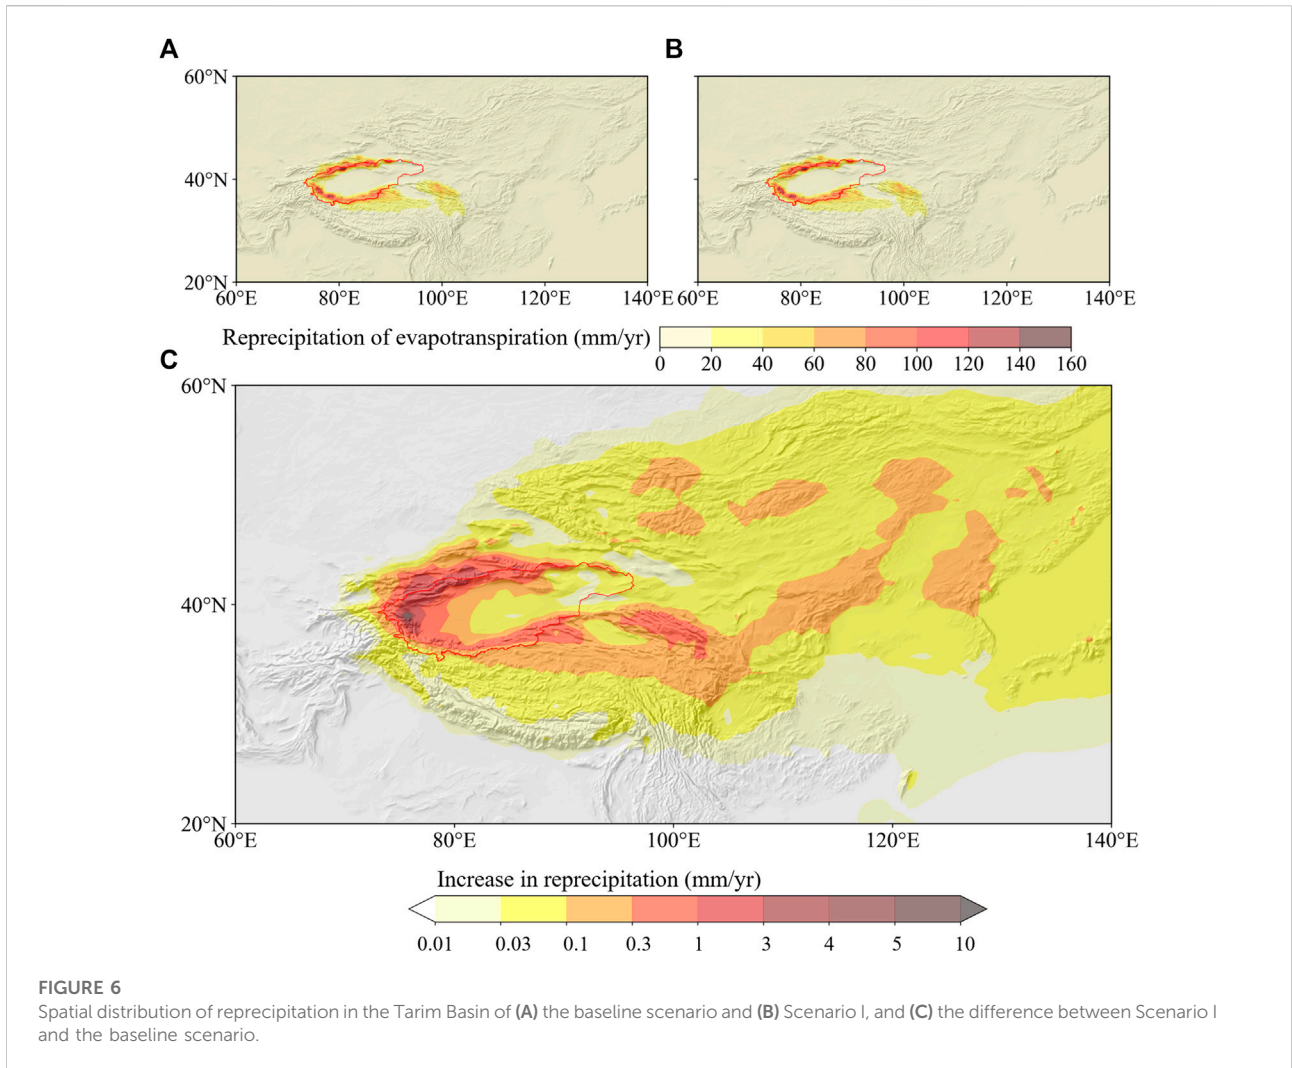 A
B
60°N
40°N
20°N
60°E 80°E 100°E 120°E 140°E 60°E 80°E 100°E 120°E 140°E
Reprecipitation of evapotranspiration (mm/yr)
0 20 40 60 80 100 120 140 160
C
60°N
40°N
20°N
60°E 80°E 100°E 120°E 140°E
Increase in reprecipitation (mm/yr)
0.01 0.03 0.1 0.3 1 3 4 5 10
FIGURE 6
Spatial distribution of reprecipitation in the Tarim Basin of (A) the baseline scenario and (B) Scenario I, and (C) the difference between Scenario I
and the baseline scenario.